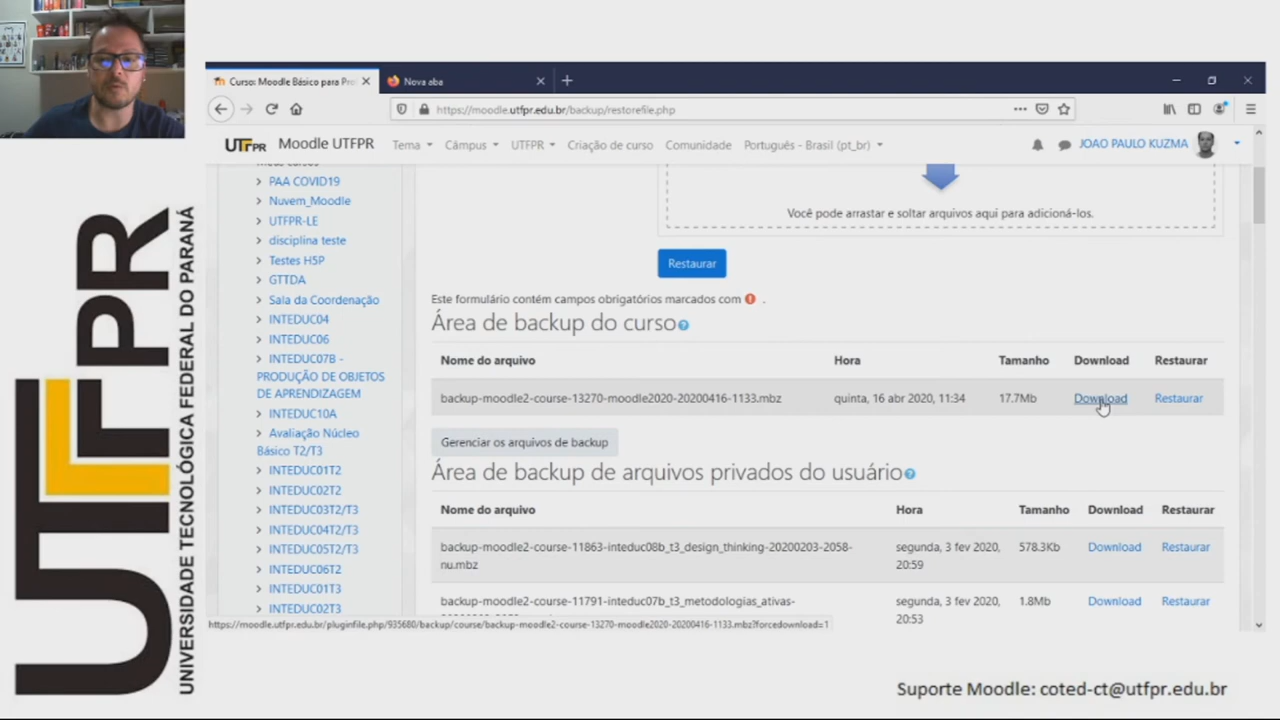 Curso: Moodle Básico para Pro
Nova aba
https://moodle.utfpr.edu.br/backup/restorefile.php
UTFPR
Moodle UTFPR
Tema
Câmpus
UTFPR
Criação de curso
Comunidade
Português - Brasil (pt_br)
JOAO PAULO KUZMA
Meus cursos
PAA COVID19
Nuvem_Moodle
UTFPR-LE
disciplina teste
Testes H5P
GTTDA
Sala da Coordenação
INTEDUC04
INTEDUC06
INTEDUC07B -
PRODUÇÃO DE OBJETOS
DE APRENDIZAGEM
INTEDUC10A
Avaliação Núcleo
Básico T2/T3
INTEDUC01T2
INTEDUC02T2
INTEDUC03T2/T3
INTEDUC04T2/T3
INTEDUC05T2/T3
INTEDUC06T2
INTEDUC01T3
INTEDUC02T3
Você pode arrastar e soltar arquivos aqui para adicioná-los.
Restaurar
Este formulário contém campos obrigatórios marcados com .
Área de backup do curso
Nome do arquivo Hora Tamanho Download Restaurar
backup-moodle2-course-13270-moodle2020-20200416-1133.mbz quinta, 16 abr 2020, 11:34 17.7Mb Download Restaurar
Gerenciar os arquivos de backup
Área de backup de arquivos privados do usuário
Nome do arquivo Hora Tamanho Download Restaurar
backup-moodle2-course-11863-inteduc08b_t3_design_thinking-20200203-2058- segunda, 3 fev 2020, 578.3Kb Download Restaurar
nu.mbz 20:59
backup-moodle2-course-11791-inteduc07b_t3_metodologias_ativas- segunda, 3 fev 2020, 1.8Mb Download Restaurar
20:53
https://moodle.utfpr.edu.br/pluginfile.php/935680/backup/course/backup-moodle2-course-13270-moodle2020-20200416-1133.mbz?forcedownload=1
UTFPR
UNIVERSIDADE TECNOLÓGICA FEDERAL DO PARANÁ
Suporte Moodle: coted-ct@utfpr.edu.br